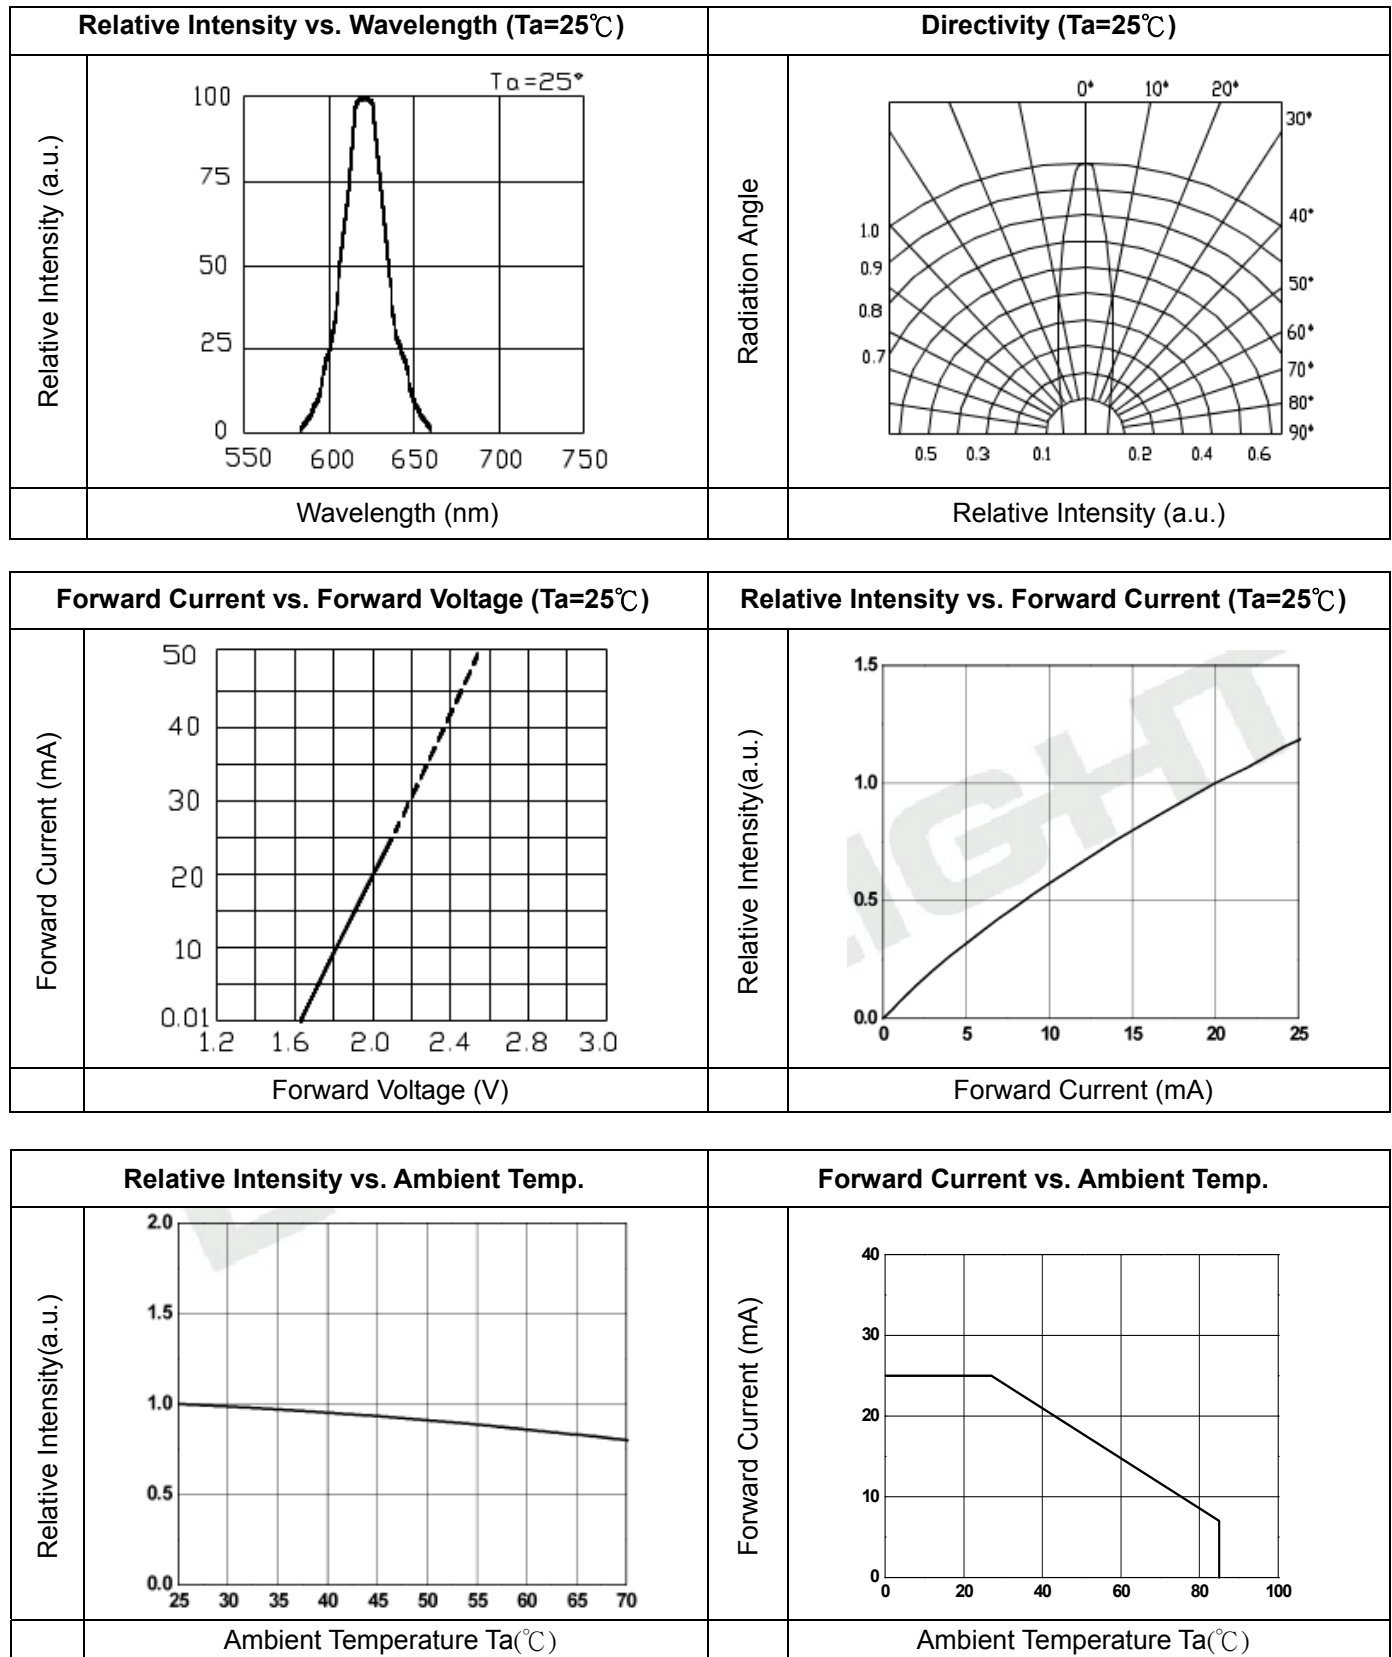 Relative Intensity vs. Wavelength (Ta=25℃)
Directivity (Ta=25℃)
Relative Intensity (a.u.)
Ta=25°
100
75
50
25
0
550 600 650 700 750
Wavelength (nm)
Radiation Angle
0° 10° 20°
30°
40°
50°
60°
70°
80°
90°
1.0
0.9
0.8
0.7
0.5 0.3 0.1 0.2 0.4 0.6
Relative Intensity (a.u.)
Forward Current vs. Forward Voltage (Ta=25℃)
Relative Intensity vs. Forward Current (Ta=25℃)
Forward Current (mA)
50
40
30
20
10
0.01
1.2 1.6 2.0 2.4 2.8 3.0
Forward Voltage (V)
Relative Intensity(a.u.)
1.5
1.0
0.5
0.0
0 5 10 15 20 25
Forward Current (mA)
Relative Intensity vs. Ambient Temp.
Forward Current vs. Ambient Temp.
Relative Intensity(a.u.)
2.0
1.5
1.0
0.5
0.0
25 30 35 40 45 50 55 60 65 70
Ambient Temperature Ta(℃)
Forward Current (mA)
40
30
20
10
0
0 20 40 60 80 100
Ambient Temperature Ta(℃)